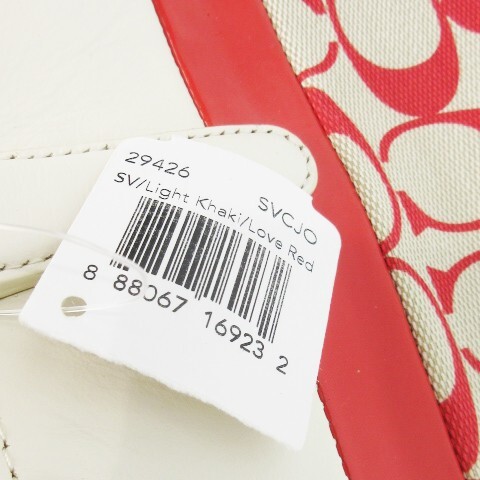 29426 SVCJO
SV/Light Khaki/Love Red
8 88067 16923 2